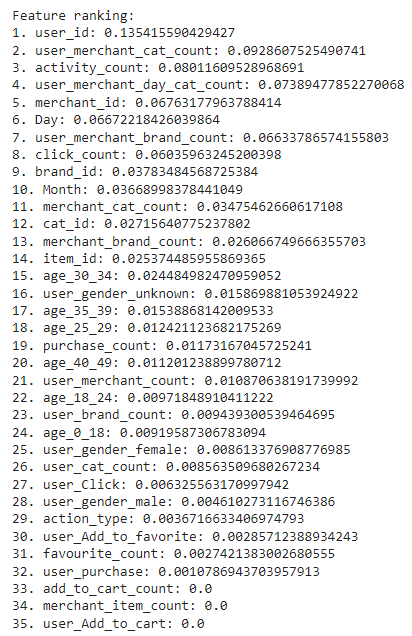 Feature ranking:
1. user_id: 0.135415590429427
2. user_merchant_cat_count: 0.0928607525490741
3. activity_count: 0.08011609528968691
4. user_merchant_day_cat_count: 0.07389477852270068
5. merchant_id: 0.06763177963788414
6. Day: 0.06672218426039864
7. user_merchant_brand_count: 0.06633786574155803
8. click_count: 0.06035963245200398
9. brand_id: 0.03783484568725384
10. Month: 0.03668998378441049
11. merchant_cat_count: 0.03475462660617108
12. cat_id: 0.02715640775237802
13. merchant_brand_count: 0.026066749666355703
14. item_id: 0.025374485955869365
15. age_30_34: 0.024484982470959052
16. user_gender_unknown: 0.015869881053924922
17. age_35_39: 0.01538868142009533
18. age_25_29: 0.012421123682175269
19. purchase_count: 0.01173167045725241
20. age_40_49: 0.011201238899780712
21. user_merchant_count: 0.010870638191739992
22. age_18_24: 0.00971848910411222
23. user_brand_count: 0.009439300539464695
24. age_0_18: 0.00919587306783094
25. user_gender_female: 0.008613376908776985
26. user_cat_count: 0.008563509680267234
27. user_Click: 0.006325563170997942
28. user_gender_male: 0.004610273116746386
29. action_type: 0.0036716633406974793
30. user_Add_to_favorite: 0.00285712388934243
31. favourite_count: 0.0027421383002680555
32. user_purchase: 0.0010786943703957913
33. add_to_cart_count: 0.0
34. merchant_item_count: 0.0
35. user_Add_to_cart: 0.0